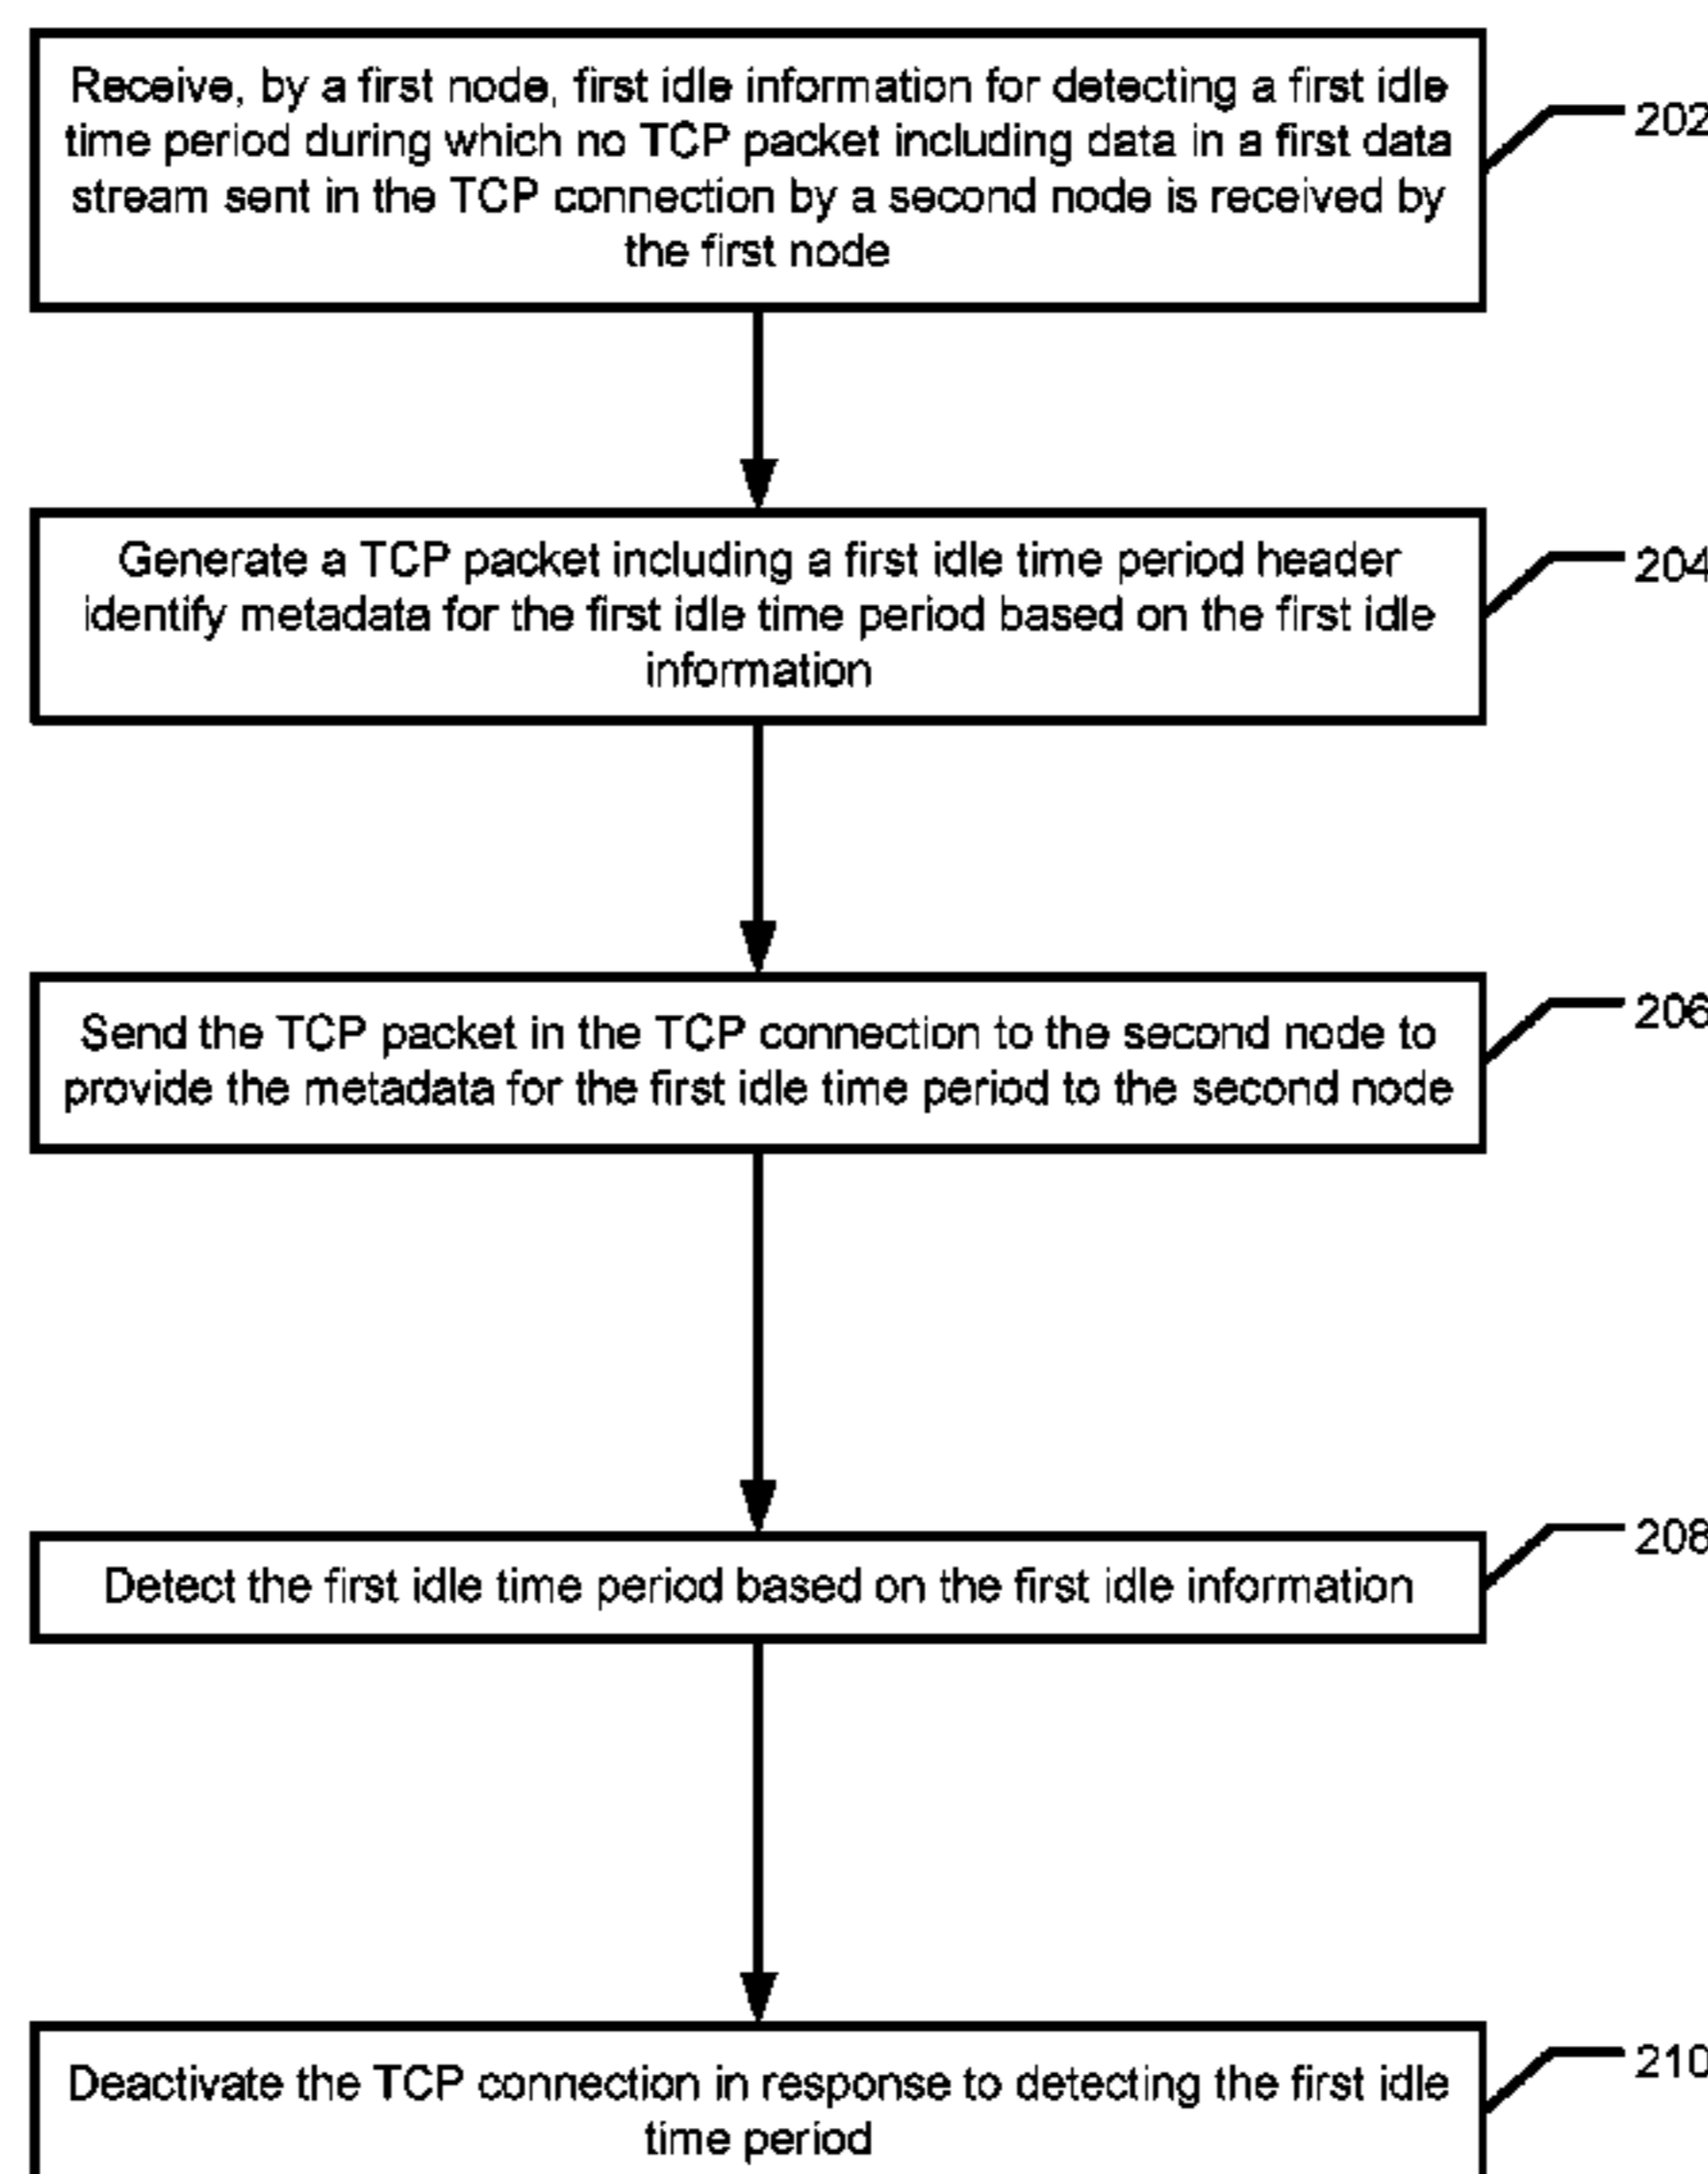 Receive, by a first node, first idle information for detecting a first idle
time period during which no TCP packet including data in a first data
stream sent in the TCP connection by a second node is received by
the first node
202
Generate a TCP packet including a first idle time period header
identify metadata for the first idle time period based on the first idle
information
204
Send the TCP packet in the TCP connection to the second node to
provide the metadata for the first idle time period to the second node
206
Detect the first idle time period based on the first idle information
208
Deactivate the TCP connection in response to detecting the first idle
time period
210